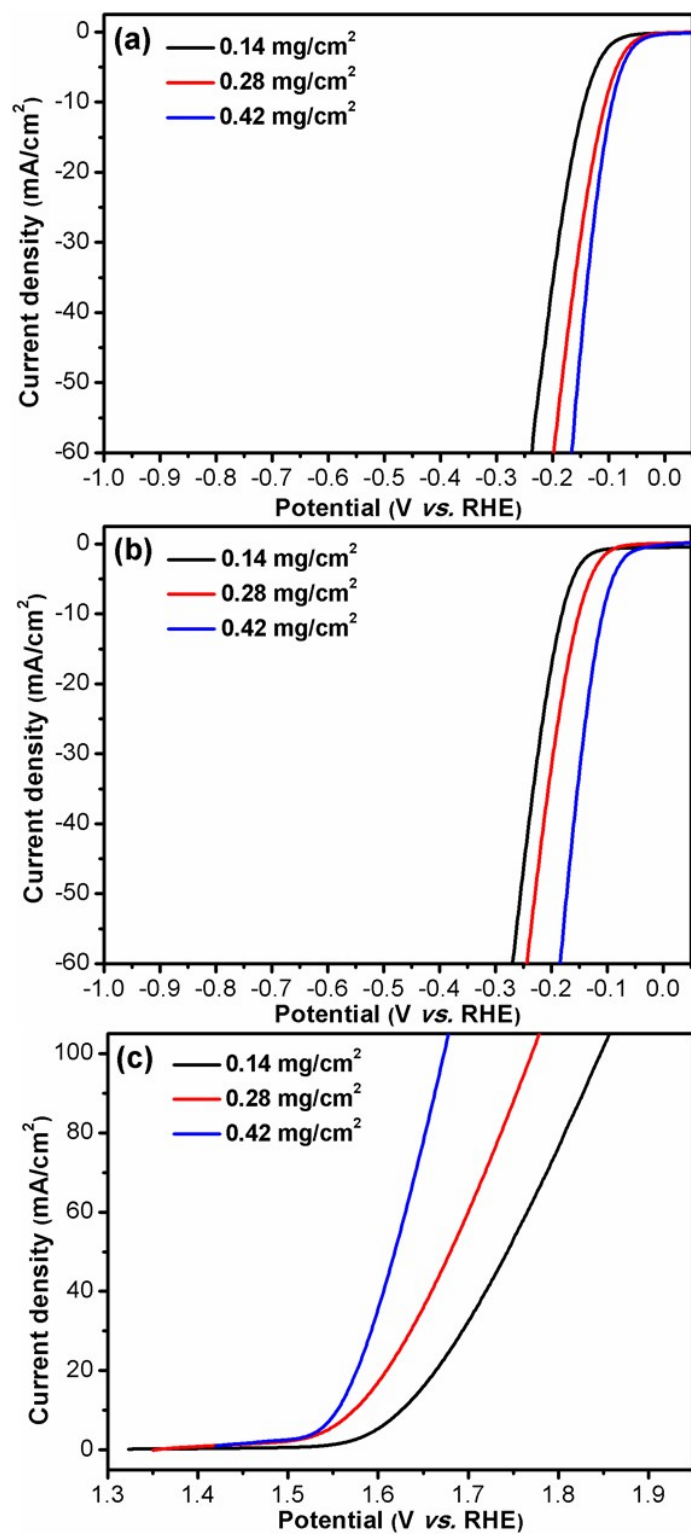 (a)
0.14 mg/cm²
0.28 mg/cm²
0.42 mg/cm²
Current density (mA/cm²)
0
-10
-20
-30
-40
-50
-60
-1.0 -0.9 -0.8 -0.7 -0.6 -0.5 -0.4 -0.3 -0.2 -0.1 0.0
Potential (V vs. RHE)
(b)
0.14 mg/cm²
0.28 mg/cm²
0.42 mg/cm²
Current density (mA/cm²)
0
-10
-20
-30
-40
-50
-60
-1.0 -0.9 -0.8 -0.7 -0.6 -0.5 -0.4 -0.3 -0.2 -0.1 0.0
Potential (V vs. RHE)
(c)
0.14 mg/cm²
0.28 mg/cm²
0.42 mg/cm²
Current density (mA/cm²)
100
80
60
40
20
0
1.3 1.4 1.5 1.6 1.7 1.8 1.9
Potential (V vs. RHE)